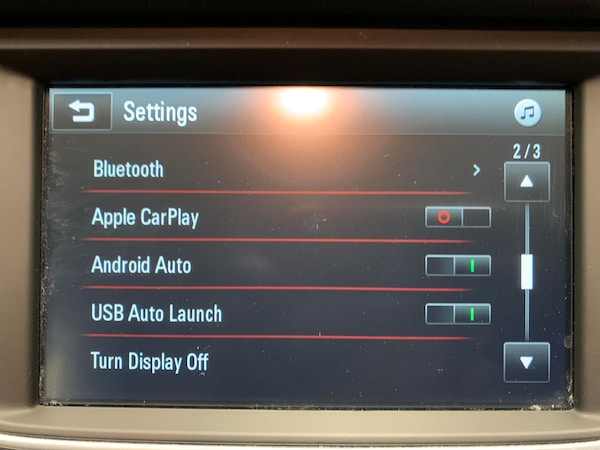 Settings
2/3
Bluetooth >
Apple CarPlay O
Android Auto I
USB Auto Launch I
Turn Display Off